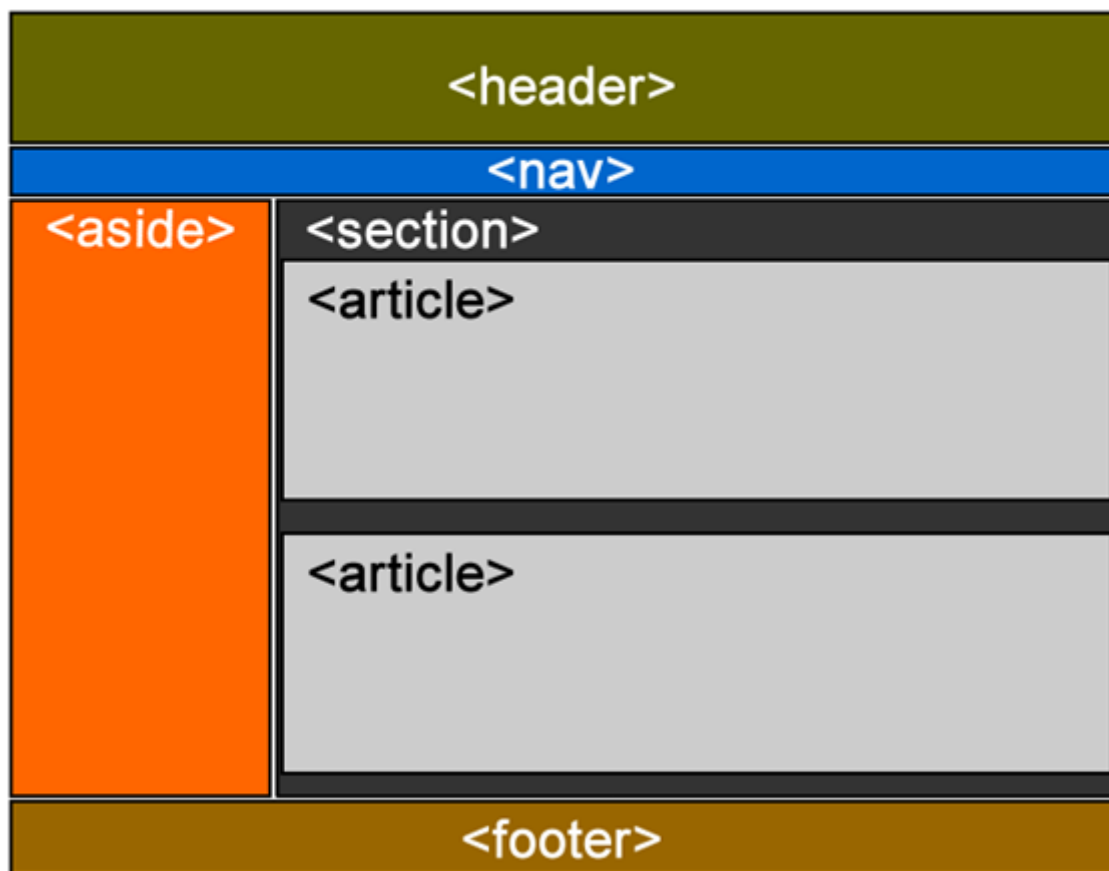 <header>
<nav>
<aside>
<section>
<article>
<article>
<footer>